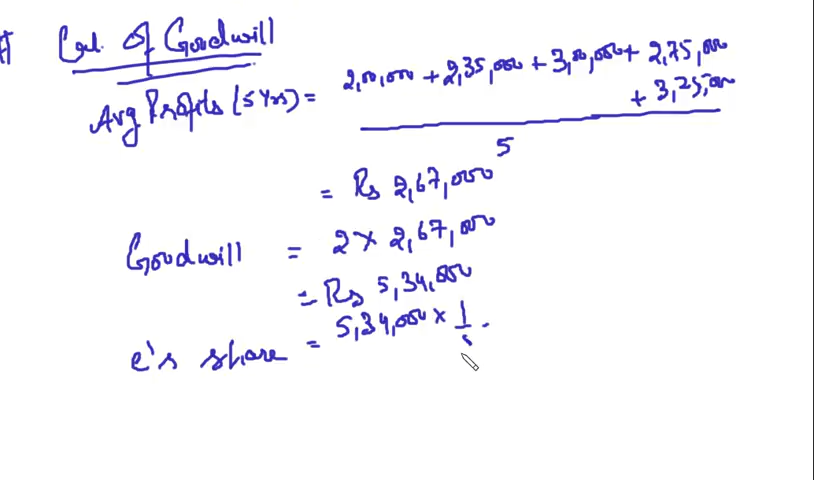 Cal. Of Goodwill
Avg Profits (5 Yrs) = 2,00,000 + 2,35,000 + 3,00,000 + 2,75,000
+ 3,25,000
5
= Rs 2,67,000
Goodwill = 2 × 2,67,000
= Rs 5,34,000
e's share = 5,34,000 × 1/